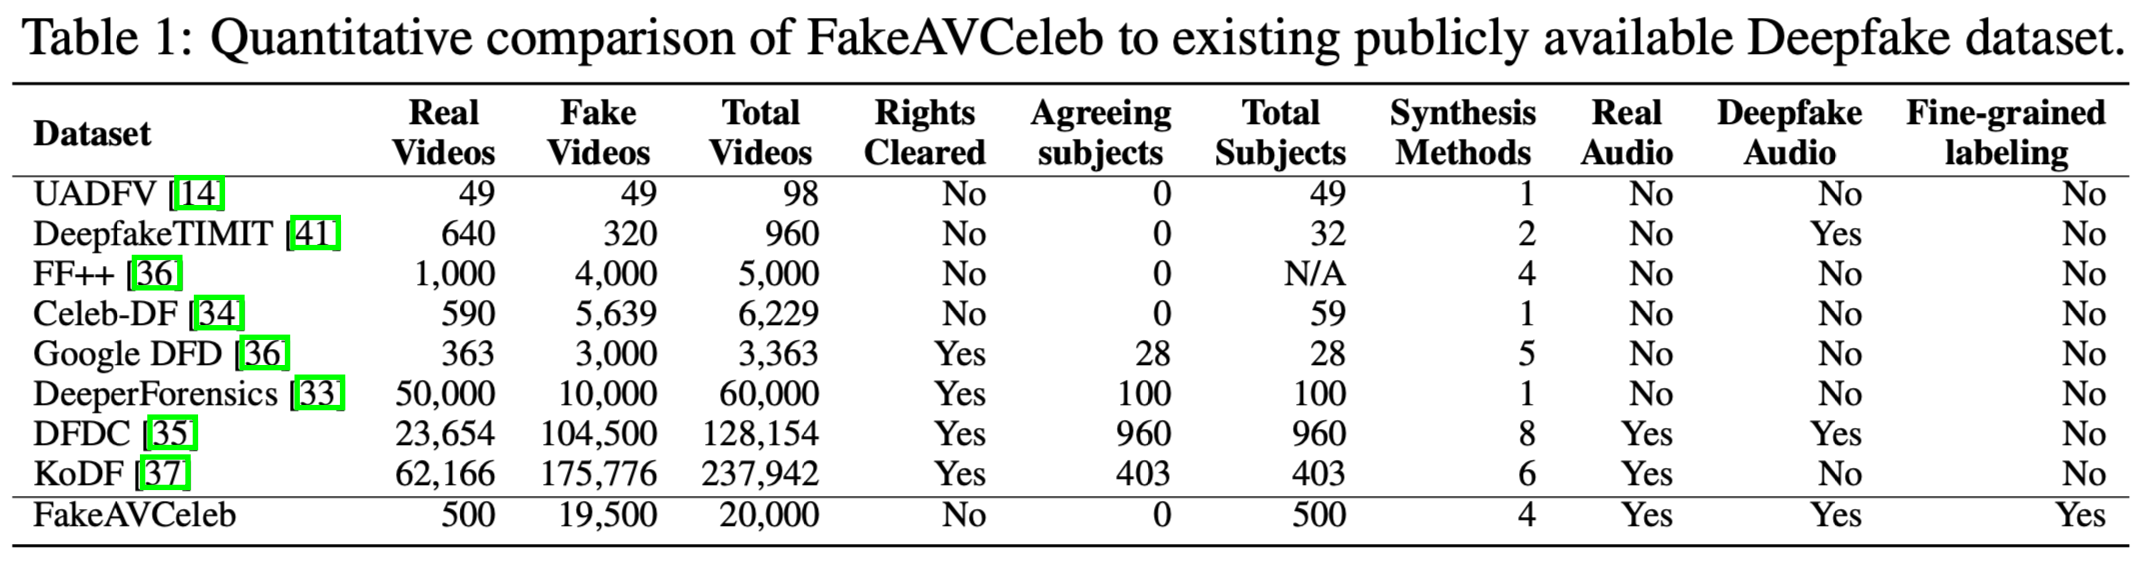 Table 1: Quantitative comparison of FakeAVCeleb to existing publicly available Deepfake dataset.
Dataset Real Videos Fake Videos Total Videos Rights Cleared Agreeing subjects Total Subjects Synthesis Methods Real Audio Deepfake Audio Fine-grained labeling
UADFV [14] 49 49 98 No 0 49 1 No No No
DeepfakeTIMIT [41] 640 320 960 No 0 32 2 No Yes No
FF++ [36] 1,000 4,000 5,000 No 0 N/A 4 No No No
Celeb-DF [34] 590 5,639 6,229 No 0 59 1 No No No
Google DFD [36] 363 3,000 3,363 Yes 28 28 5 No No No
DeeperForensics [33] 50,000 10,000 60,000 Yes 100 100 1 No No No
DFDC [35] 23,654 104,500 128,154 Yes 960 960 8 Yes Yes No
KoDF [37] 62,166 175,776 237,942 Yes 403 403 6 Yes No No
FakeAVCeleb 500 19,500 20,000 No 0 500 4 Yes Yes Yes